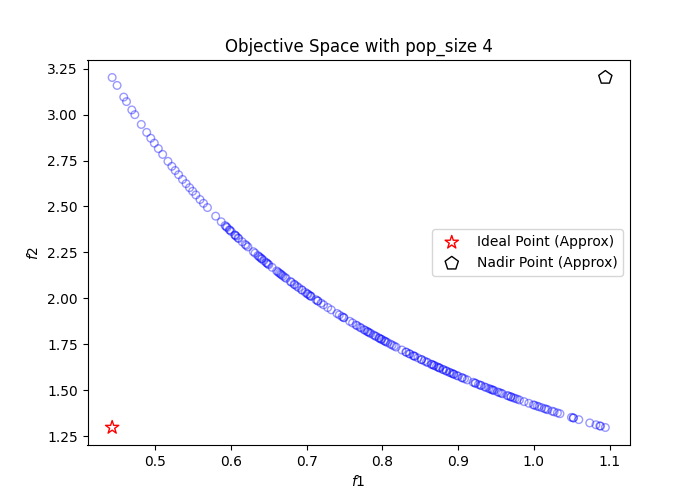 Objective Space with pop_size 4
3.25
3.00
2.75
2.50
2.25
2.00
1.75
1.50
1.25
f2
Ideal Point (Approx)
Nadir Point (Approx)
0.5 0.6 0.7 0.8 0.9 1.0 1.1
f1